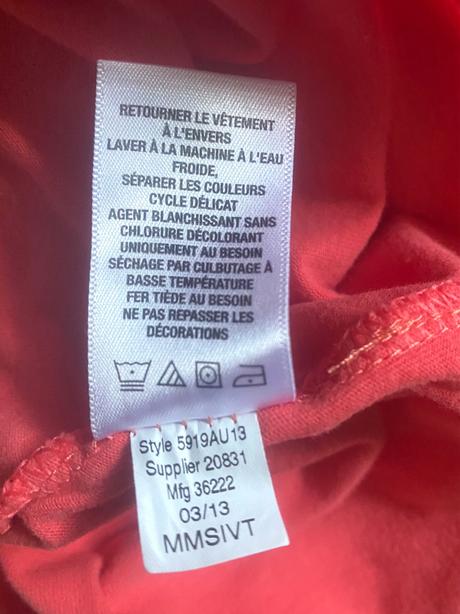 RETOURNER LE VÊTEMENT
À L'ENVERS
LAVER À LA MACHINE À L'EAU
FROIDE,
SÉPARER LES COULEURS
CYCLE DÉLICAT
AGENT BLANCHISSANT SANS
CHLORURE DÉCOLORANT
UNIQUEMENT AU BESOIN
SÉCHAGE PAR CULBUTAGE À
BASSE TEMPÉRATURE
FER TIÈDE AU BESOIN
NE PAS REPASSER LES
DÉCORATIONS
Style 5919AU13
Supplier 20831
Mfg 36222
03/13
MMSIVT